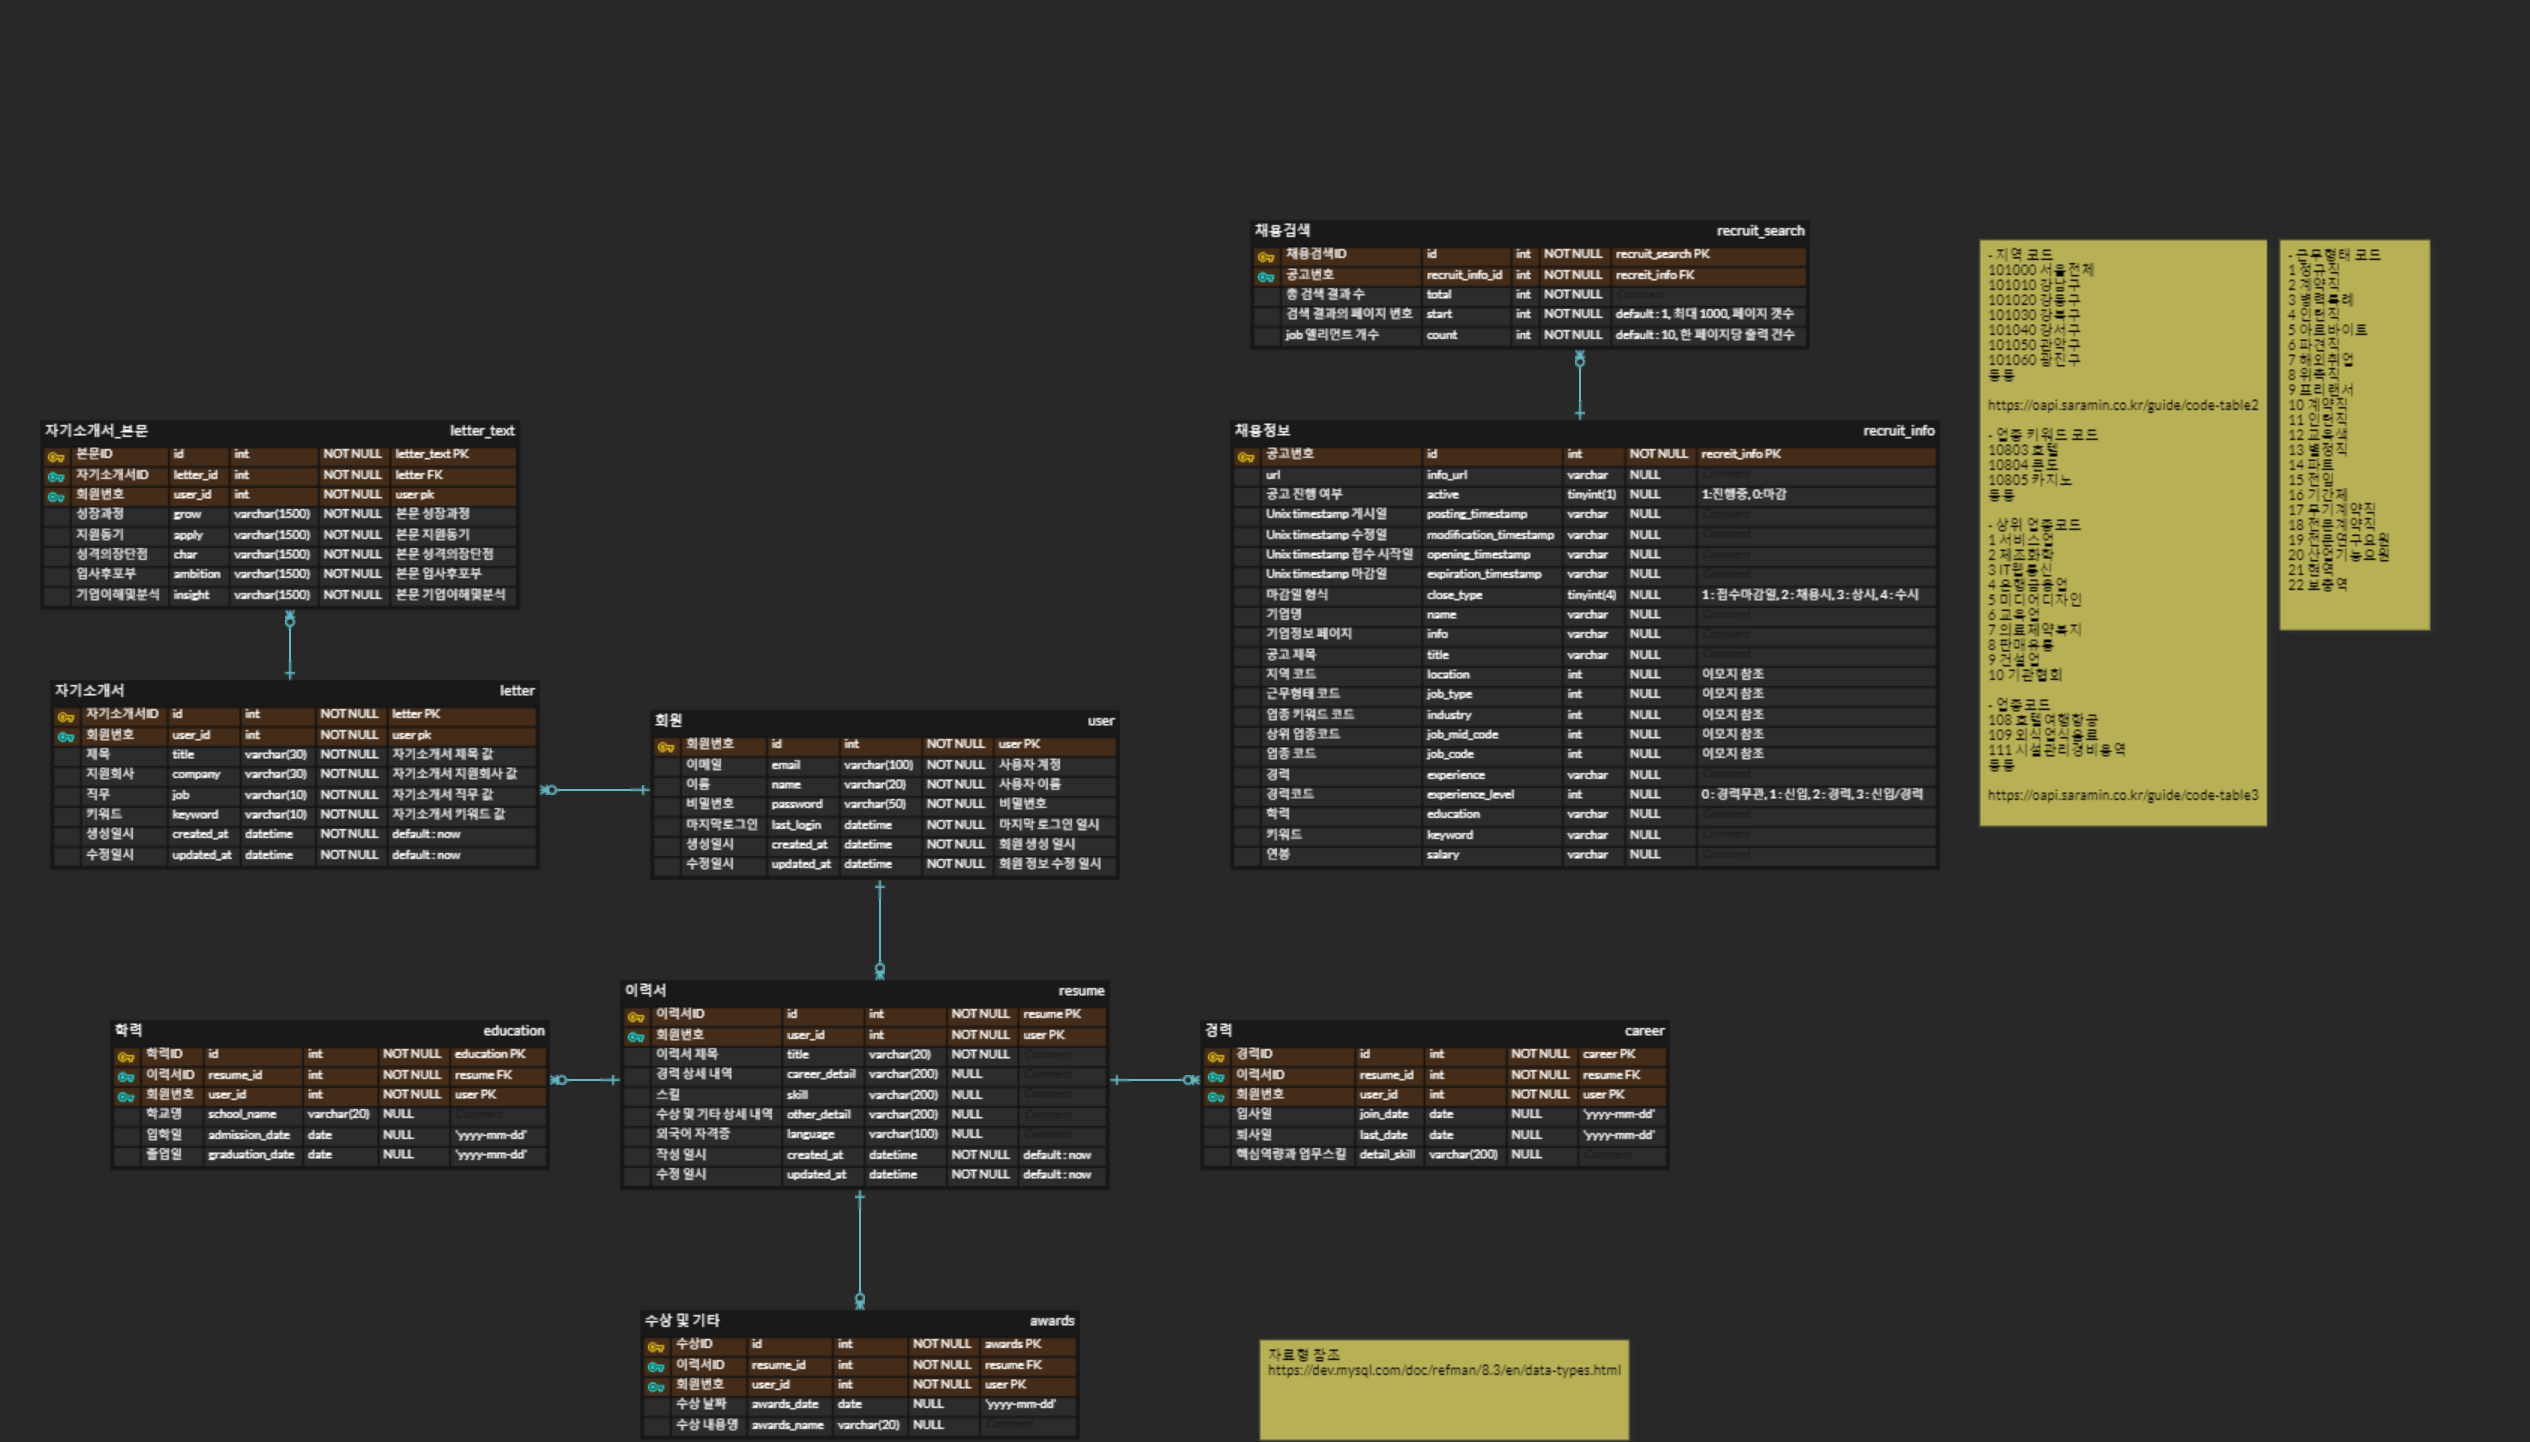 채용검색 recruit_search
채용검색ID id int NOT NULL recruit_search PK
공고번호 recruit_info_id int NOT NULL recreit_info FK
총 검색 결과 수 total int NOT NULL Comment
검색 결과의 페이지 번호 start int NOT NULL default : 1, 최대 1000, 페이지 갯수
job 엘리먼트 개수 count int NOT NULL default : 10, 한 페이지당 출력 건수
- 지역 코드
101000 서울전체
101010 강남구
101020 강동구
101030 강북구
101040 강서구
101050 관악구
101060 광진구
등등
https://oapi.saramin.co.kr/guide/code-table2
- 업종 키워드 코드
10803 호텔
10804 콘도
10805 카지노
등등
- 상위 업종코드
1 서비스업
2 제조화학
3 IT웹통신
4 은행금융업
5 미디어디자인
6 교육업
7 의료제약복지
8 판매유통
9 건설업
10 기관협회
- 업종코드
108 호텔여행항공
109 외식업식음료
111 시설관리경비용역
등등
https://oapi.saramin.co.kr/guide/code-table3
- 근무형태 코드
1 정규직
2 계약직
3 병력특례
4 인턴직
5 아르바이트
6 파견직
7 해외취업
8 위촉직
9 프리랜서
10 계약직
11 인턴직
12 교육생
13 별정직
14 파트
15 전임
16 기간제
17 무기계약직
18 전문계약직
19 전문연구요원
20 산업기능요원
21 현역
22 보충역
자기소개서_본문 letter_text
본문ID id int NOT NULL letter_text PK
자기소개서ID letter_id int NOT NULL letter FK
회원번호 user_id int NOT NULL user pk
성장과정 grow varchar(1500) NOT NULL 본문 성장과정
지원동기 apply varchar(1500) NOT NULL 본문 지원동기
성격의장단점 char varchar(1500) NOT NULL 본문 성격의장단점
입사후포부 ambition varchar(1500) NOT NULL 본문 입사후포부
기업이해및분석 insight varchar(1500) NOT NULL 본문 기업이해및분석
채용정보 recruit_info
공고번호 id int NOT NULL recreit_info PK
url info_url varchar NULL Comment
공고 진행 여부 active tinyint(1) NULL 1:진행중, 0:마감
Unix timestamp 게시일 posting_timestamp varchar NULL Comment
Unix timestamp 수정일 modification_timestamp varchar NULL Comment
Unix timestamp 접수 시작일 opening_timestamp varchar NULL Comment
Unix timestamp 마감일 expiration_timestamp varchar NULL Comment
마감일 형식 close_type tinyint(4) NULL 1 : 접수마감일, 2 : 채용시, 3 : 상시, 4 : 수시
기업명 name varchar NULL Comment
기업정보 페이지 info varchar NULL Comment
공고 제목 title varchar NULL Comment
지역 코드 location int NULL 이모지 참조
근무형태 코드 job_type int NULL 이모지 참조
업종 키워드 코드 industry int NULL 이모지 참조
상위 업종코드 job_mid_code int NULL 이모지 참조
업종 코드 job_code int NULL 이모지 참조
경력 experience varchar NULL Comment
경력코드 experience_level int NULL 0 : 경력무관, 1 : 신입, 2 : 경력, 3 : 신입/경력
학력 education varchar NULL Comment
키워드 keyword varchar NULL Comment
연봉 salary varchar NULL Comment
자기소개서 letter
자기소개서ID id int NOT NULL letter PK
회원번호 user_id int NOT NULL user pk
제목 title varchar(30) NOT NULL 자기소개서 제목 값
지원회사 company varchar(30) NOT NULL 자기소개서 지원회사 값
직무 job varchar(10) NOT NULL 자기소개서 직무 값
키워드 keyword varchar(10) NOT NULL 자기소개서 키워드 값
생성일시 created_at datetime NOT NULL default : now
수정일시 updated_at datetime NOT NULL default : now
회원 user
회원번호 id int NOT NULL user PK
이메일 email varchar(100) NOT NULL 사용자 계정
이름 name varchar(20) NOT NULL 사용자 이름
비밀번호 password varchar(50) NOT NULL 비밀번호
마지막로그인 last_login datetime NOT NULL 마지막 로그인 일시
생성일시 created_at datetime NOT NULL 회원 생성 일시
수정일시 updated_at datetime NOT NULL 회원 정보 수정 일시
이력서 resume
이력서ID id int NOT NULL resume PK
회원번호 user_id int NOT NULL user PK
이력서 제목 title varchar(20) NOT NULL Comment
경력 상세 내역 career_detail varchar(200) NULL Comment
스킬 skill varchar(200) NULL Comment
수상 및 기타 상세 내역 other_detail varchar(200) NULL Comment
외국어 자격증 language varchar(100) NULL Comment
작성 일시 created_at datetime NOT NULL default : now
수정 일시 updated_at datetime NOT NULL default : now
학력 education
학력ID id int NOT NULL education PK
이력서ID resume_id int NOT NULL resume FK
회원번호 user_id int NOT NULL user PK
학교명 school_name varchar(20) NULL Comment
입학일 admission_date date NULL 'yyyy-mm-dd'
졸업일 graduation_date date NULL 'yyyy-mm-dd'
경력 career
경력ID id int NOT NULL career PK
이력서ID resume_id int NOT NULL resume FK
회원번호 user_id int NOT NULL user PK
입사일 join_date date NULL 'yyyy-mm-dd'
퇴사일 last_date date NULL 'yyyy-mm-dd'
핵심역량과 업무스킬 detail_skill varchar(200) NULL Comment
수상 및 기타 awards
수상ID id int NOT NULL awards PK
이력서ID resume_id int NOT NULL resume FK
회원번호 user_id int NOT NULL user PK
수상 날짜 awards_date date NULL 'yyyy-mm-dd'
수상 내용명 awards_name varchar(20) NULL Comment
자료형 참조
https://dev.mysql.com/doc/refman/8.3/en/data-types.html